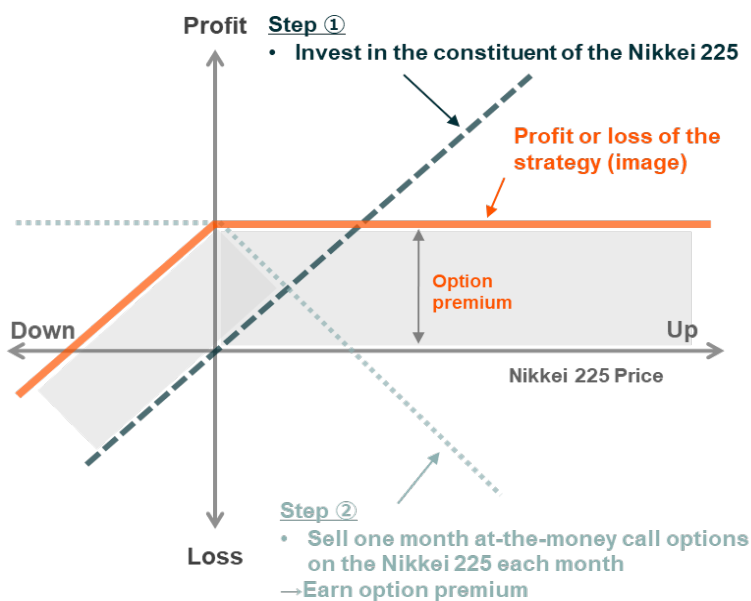 Profit
Step ①
• Invest in the constituent of the Nikkei 225
Profit or loss of the
strategy (image)
Option
premium
Down
Up
Nikkei 225 Price
Loss
Step ②
• Sell one month at-the-money call options
on the Nikkei 225 each month
→Earn option premium